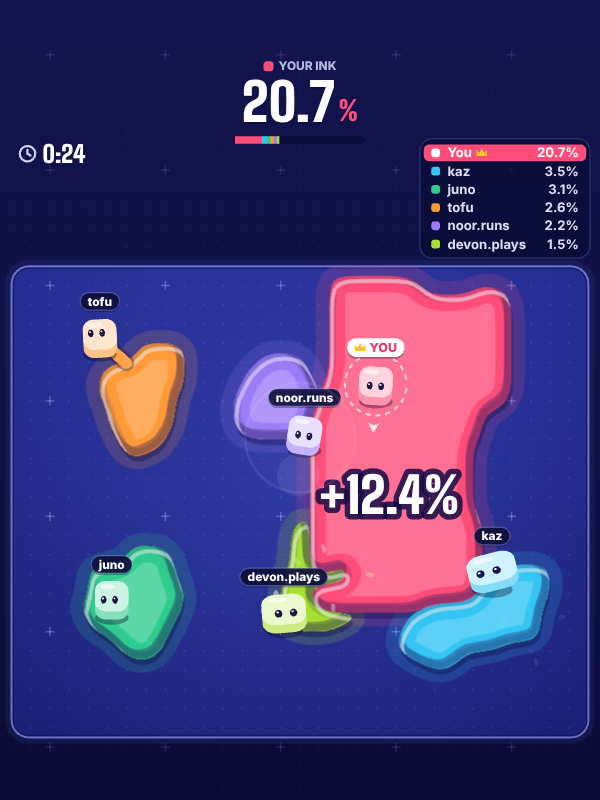 YOUR INK
20.7%
0:24
You 20.7%
kaz 3.5%
juno 3.1%
tofu 2.6%
noor.runs 2.2%
devon.plays 1.5%
tofu
YOU
noor.runs
+12.4%
kaz
juno
devon.plays